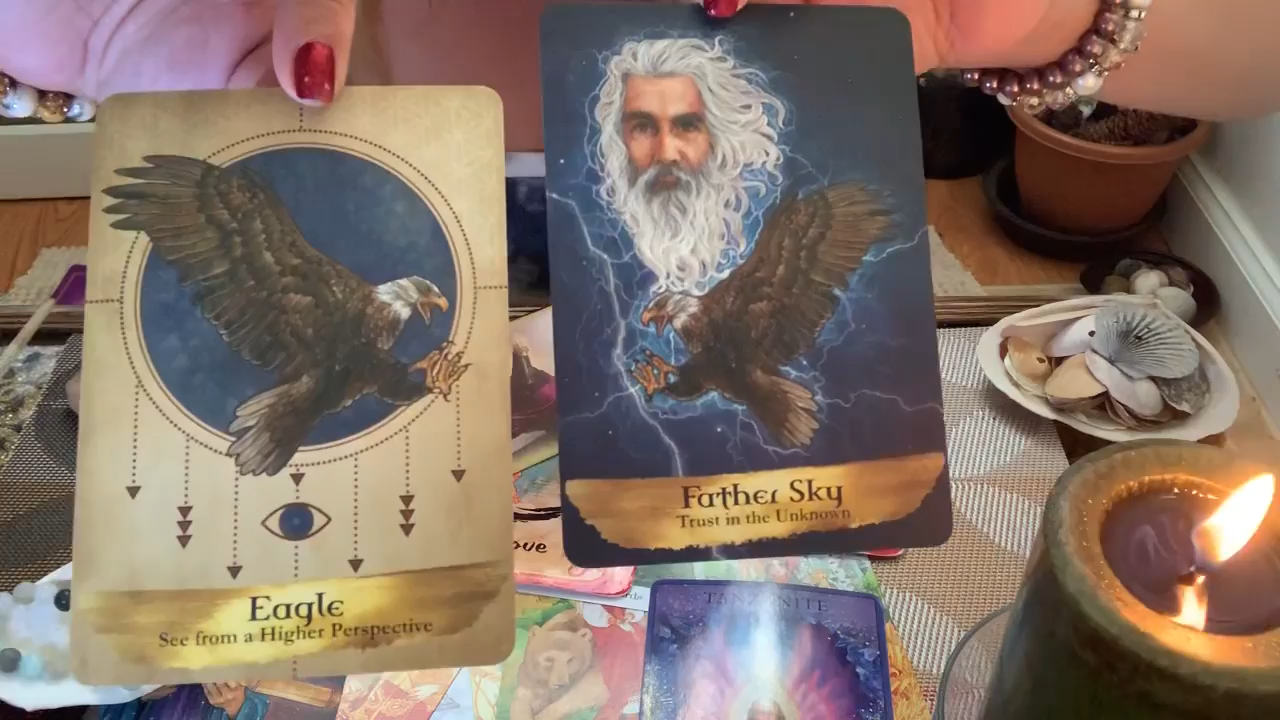 Eagle
See from a Higher Perspective
Father Sky
Trust in the Unknown
TANZANITE